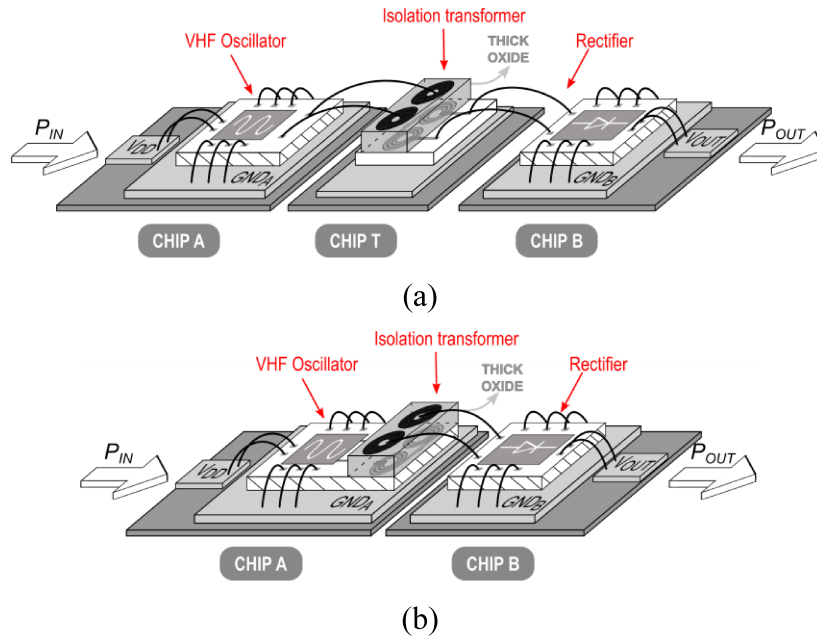 Isolation transformer
VHF Oscillator
THICK
OXIDE
Rectifier
PIN
VDD
GNDA
GNDB
VOUT
POUT
CHIP A
CHIP T
CHIP B
(a)
Isolation transformer
VHF Oscillator
THICK
OXIDE
Rectifier
PIN
VDD
GNDA
GNDB
VOUT
POUT
CHIP A
CHIP B
(b)